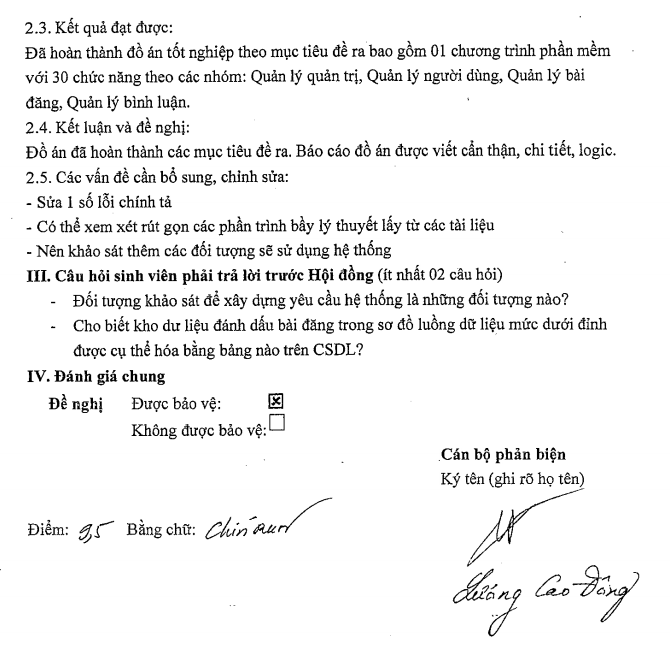 2.3. Kết quả đạt được:
Đã hoàn thành đồ án tốt nghiệp theo mục tiêu đề ra bao gồm 01 chương trình phần mềm
với 30 chức năng theo các nhóm: Quản lý quản trị, Quản lý người dùng, Quản lý bài
đăng, Quản lý bình luận.
2.4. Kết luận và đề nghị:
Đồ án đã hoàn thành các mục tiêu đề ra. Báo cáo đồ án được viết cẩn thận, chi tiết, logic.
2.5. Các vấn đề cần bổ sung, chỉnh sửa:
- Sửa 1 số lỗi chính tả
- Có thể xem xét rút gọn các phần trình bầy lý thuyết lấy từ các tài liệu
- Nên khảo sát thêm các đối tượng sẽ sử dụng hệ thống
III. Câu hỏi sinh viên phải trả lời trước Hội đồng (ít nhất 02 câu hỏi)
- Đối tượng khảo sát để xây dựng yêu cầu hệ thống là những đối tượng nào?
- Cho biết kho dư liệu đánh dấu bài đăng trong sơ đồ luồng dữ liệu mức dưới đỉnh
được cụ thể hóa bằng bảng nào trên CSDL?
IV. Đánh giá chung
Đề nghị Được bảo vệ: ☒
Không được bảo vệ: ☐
Cán bộ phản biện
Ký tên (ghi rõ họ tên)
Điểm: 9,5 Bằng chữ: Chín
Cao Đông